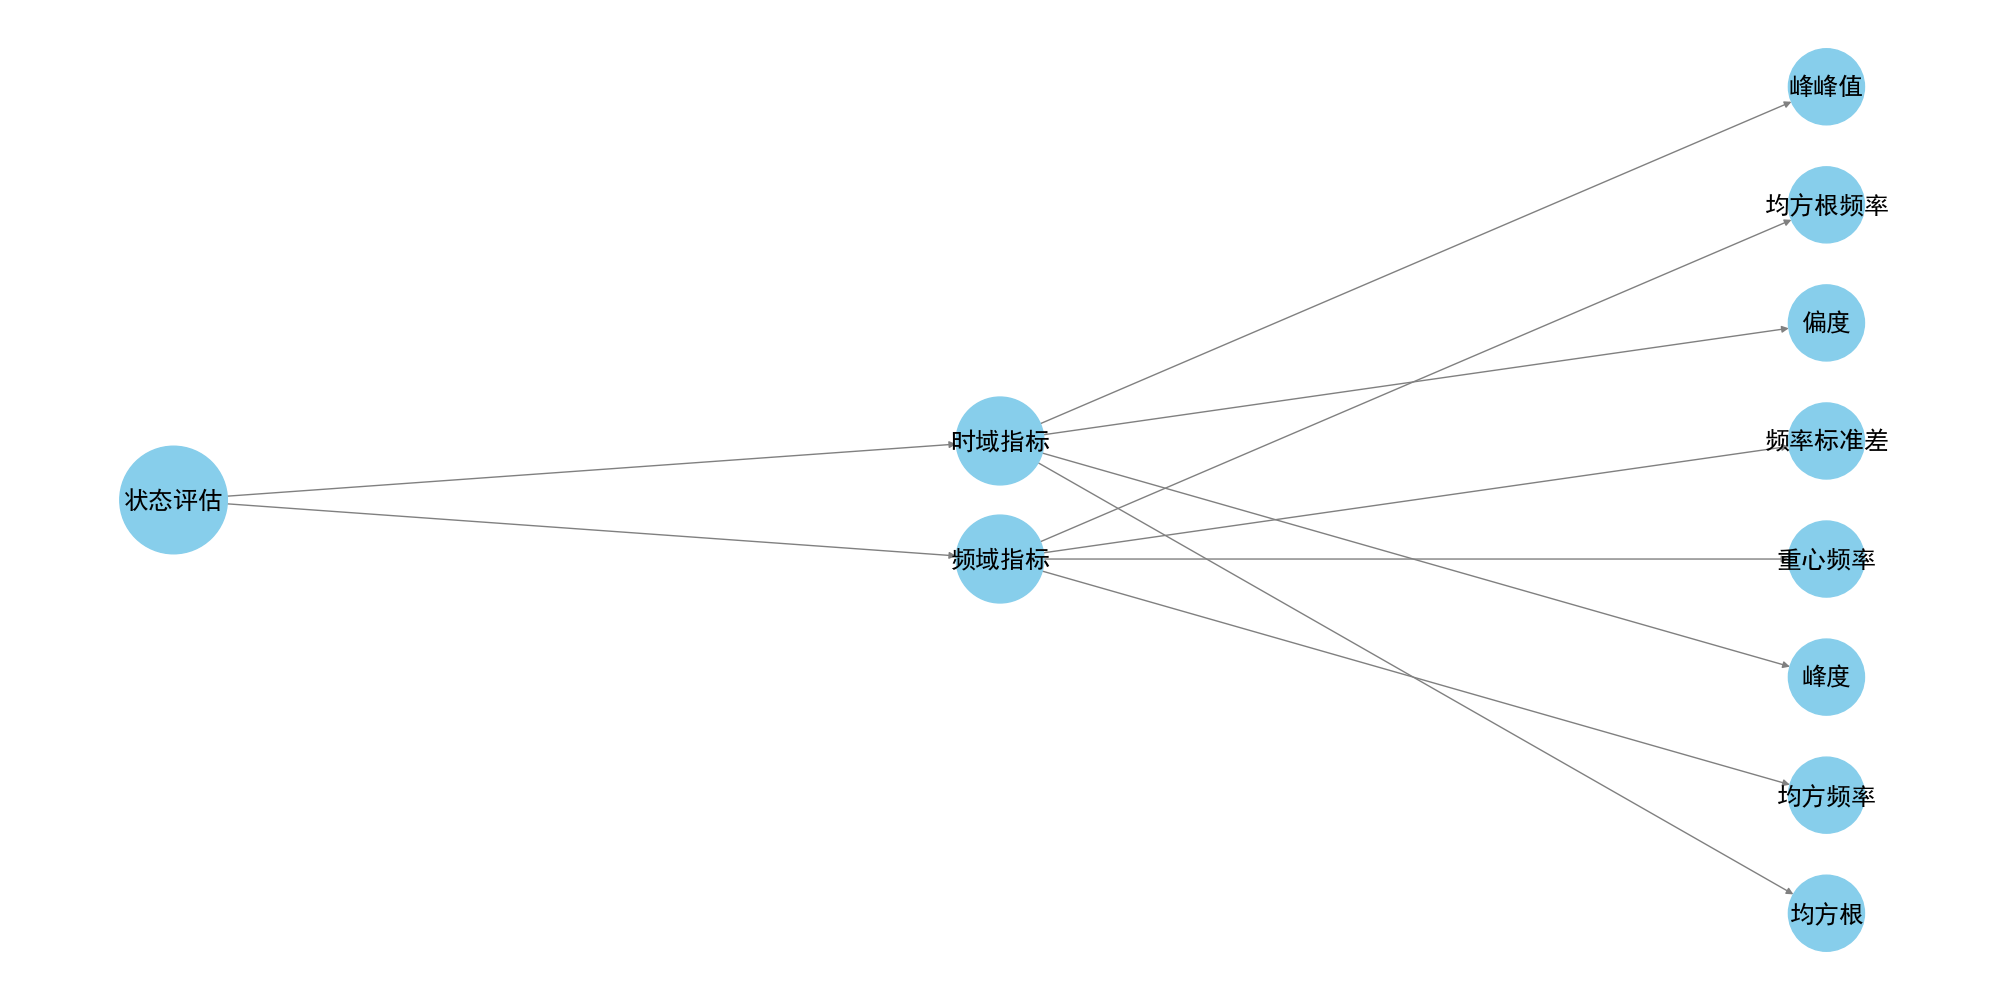 状态评估
时域指标
频域指标
峰峰值
均方根频率
偏度
频率标准差
重心频率
峰度
均方频率
均方根